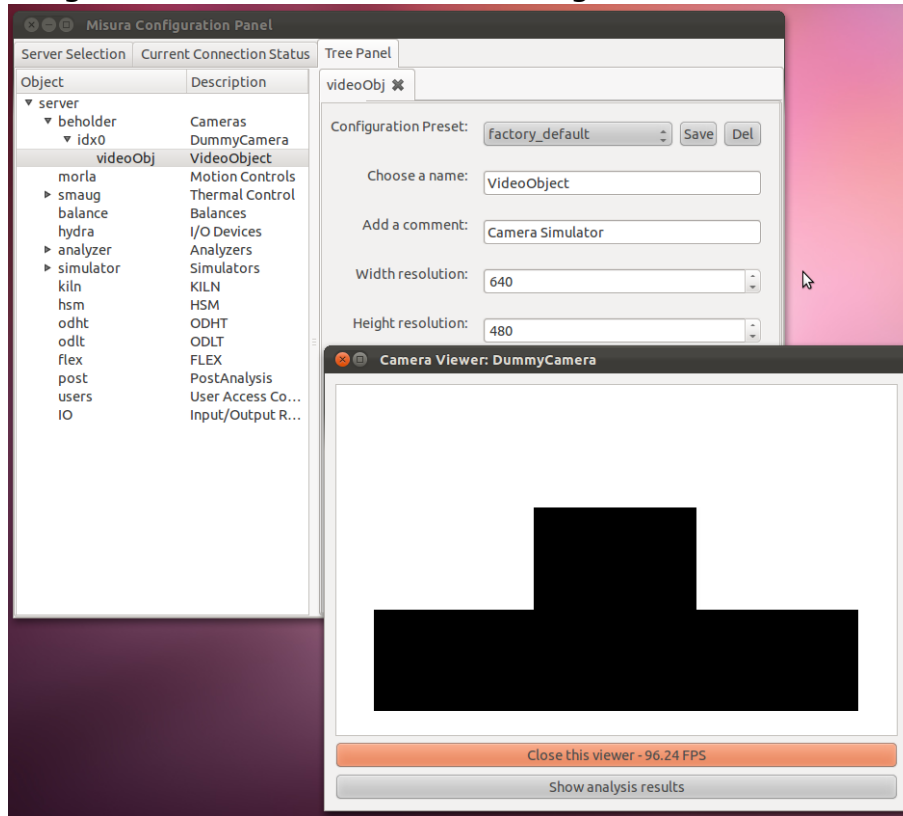 Misura Configuration Panel
Server Selection Current Connection Status Tree Panel
Object Description
server
beholder Cameras
idx0 DummyCamera
videoObj VideoObject
morla Motion Controls
smaug Thermal Control
balance Balances
hydra I/O Devices
analyzer Analyzers
simulator Simulators
kiln KILN
hsm HSM
odht ODHT
odlt ODLT
flex FLEX
post PostAnalysis
users User Access Co...
IO Input/Output R...
videoObj
Configuration Preset: factory_default Save Del
Choose a name: VideoObject
Add a comment: Camera Simulator
Width resolution: 640
Height resolution: 480
Camera Viewer: DummyCamera
Close this viewer - 96.24 FPS
Show analysis results